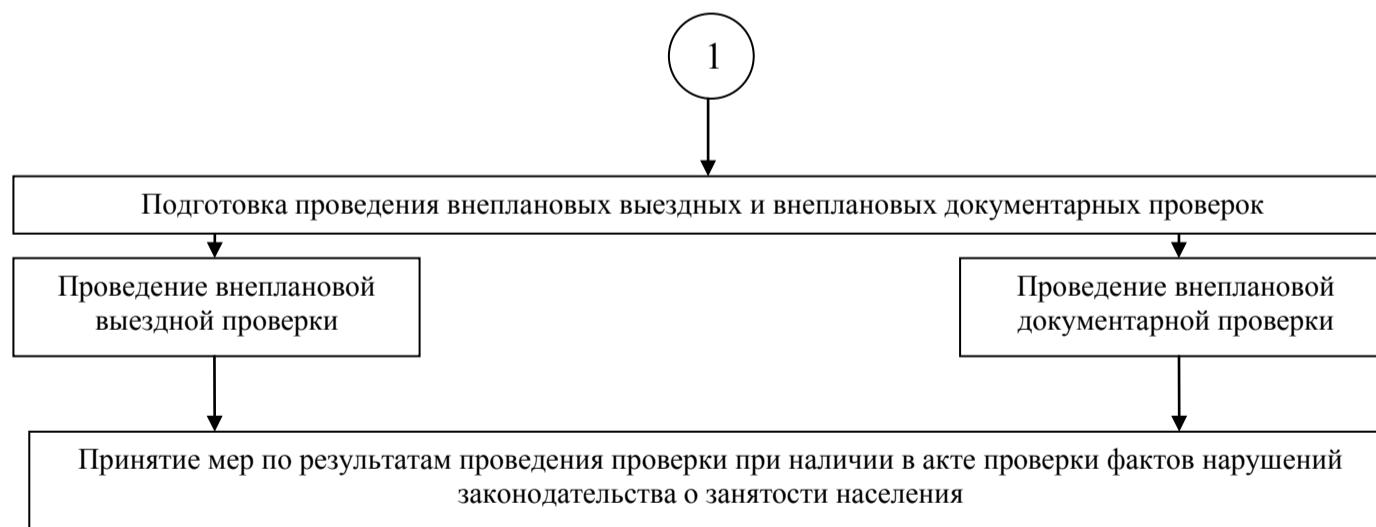 1
Подготовка проведения внеплановых выездных и внеплановых документарных проверок
Проведение внеплановой
выездной проверки
Проведение внеплановой
документарной проверки
Принятие мер по результатам проведения проверки при наличии в акте проверки фактов нарушений
законодательства о занятости населения